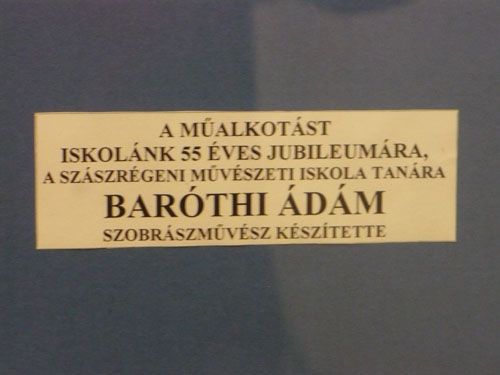 A MŰALKOTÁST
ISKOLÁNK 55 ÉVES JUBILEUMÁRA,
A SZÁSZRÉGENI MŰVÉSZETI ISKOLA TANÁRA
BARÓTHI ÁDÁM
SZOBRÁSZMŰVÉSZ KÉSZÍTETTE